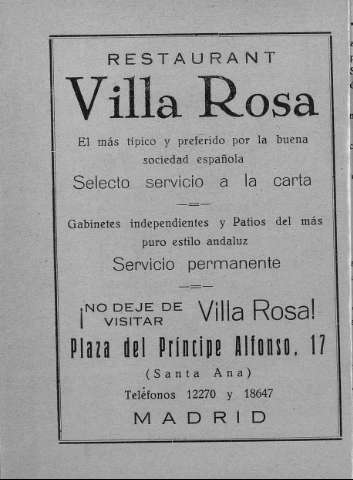 RESTAURANT
Villa Rosa
El más típico y preferido por la buena
sociedad española
Selecto servicio a la carta
Gabinetes independientes y Patios del más
puro estilo andaluz
Servicio permanente
¡NO DEJE DE VISITAR Villa Rosa!
Plaza del Príncipe Alfonso, 17
(Santa Ana)
Teléfonos 12270 y 18647
MADRID